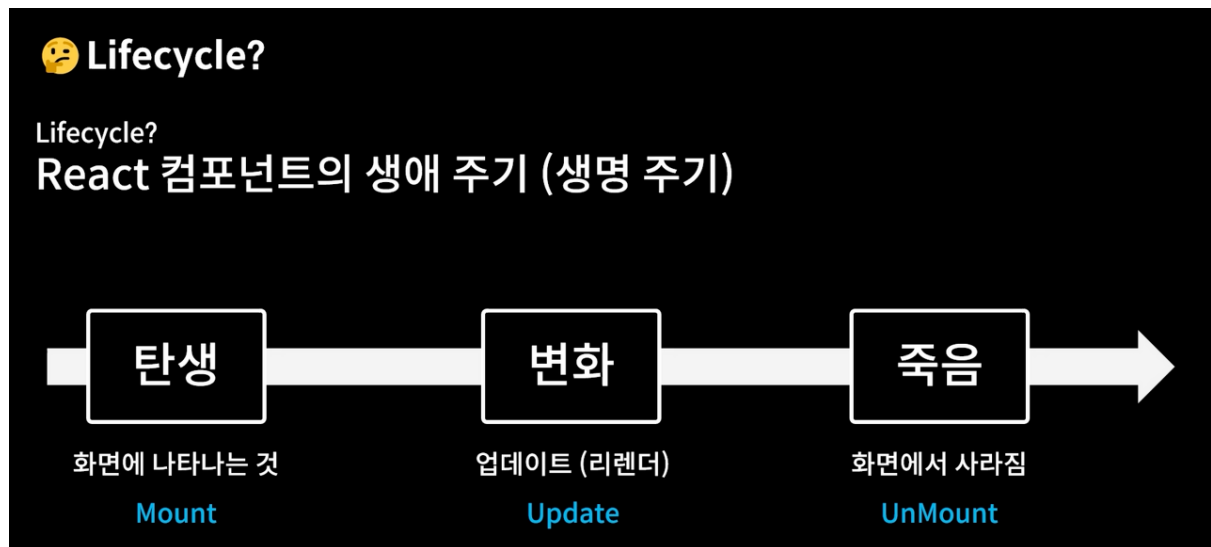 🤔Lifecycle?
Lifecycle?
React 컴포넌트의 생애 주기 (생명 주기)
탄생
변화
죽음
화면에 나타나는 것
업데이트 (리렌더)
화면에서 사라짐
Mount
Update
UnMount